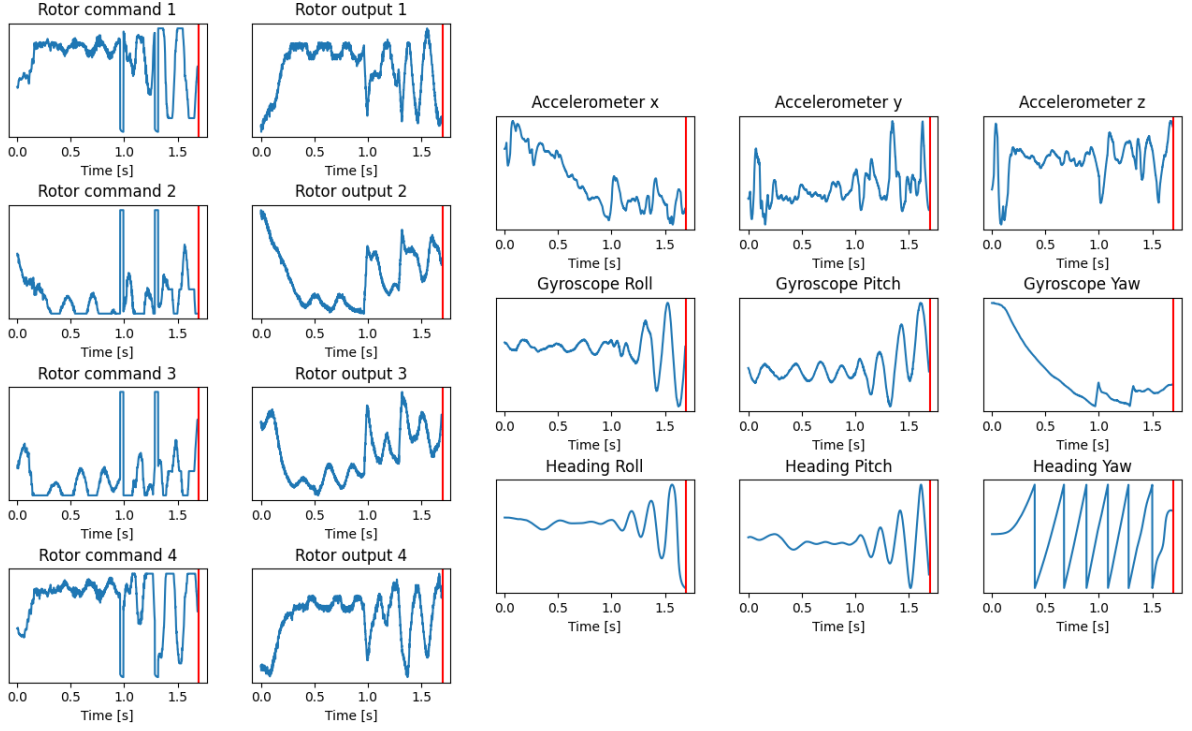 Rotor command 1
0.0 0.5 1.0 1.5
Time [s]
Rotor output 1
0.0 0.5 1.0 1.5
Time [s]
Rotor command 2
0.0 0.5 1.0 1.5
Time [s]
Rotor output 2
0.0 0.5 1.0 1.5
Time [s]
Rotor command 3
0.0 0.5 1.0 1.5
Time [s]
Rotor output 3
0.0 0.5 1.0 1.5
Time [s]
Rotor command 4
0.0 0.5 1.0 1.5
Time [s]
Rotor output 4
0.0 0.5 1.0 1.5
Time [s]
Accelerometer x
0.0 0.5 1.0 1.5
Time [s]
Accelerometer y
0.0 0.5 1.0 1.5
Time [s]
Accelerometer z
0.0 0.5 1.0 1.5
Time [s]
Gyroscope Roll
0.0 0.5 1.0 1.5
Time [s]
Gyroscope Pitch
0.0 0.5 1.0 1.5
Time [s]
Gyroscope Yaw
0.0 0.5 1.0 1.5
Time [s]
Heading Roll
0.0 0.5 1.0 1.5
Time [s]
Heading Pitch
0.0 0.5 1.0 1.5
Time [s]
Heading Yaw
0.0 0.5 1.0 1.5
Time [s]